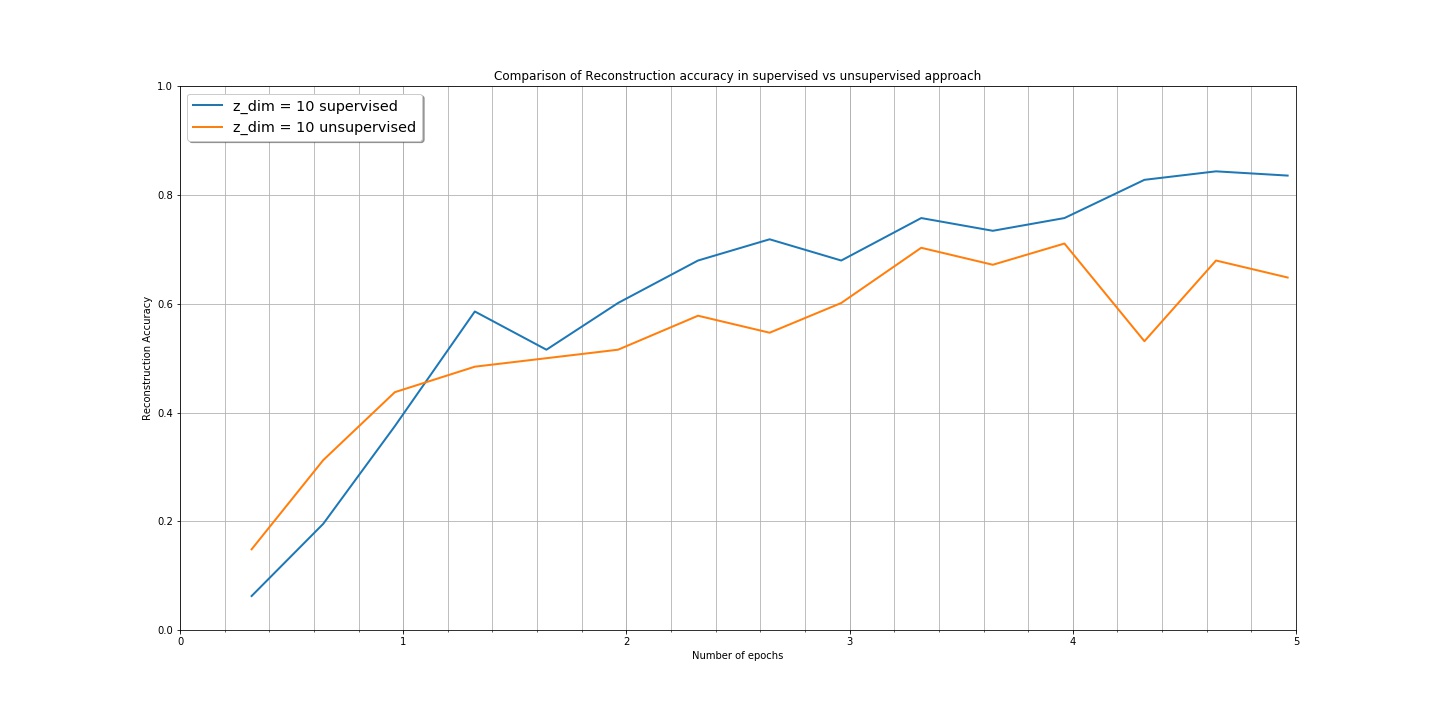 Comparison of Reconstruction accuracy in supervised vs unsupervised approach
z_dim = 10 supervised
z_dim = 10 unsupervised
1.0
0.8
0.6
0.4
0.2
0.0
Reconstruction Accuracy
0 1 2 3 4 5
Number of epochs